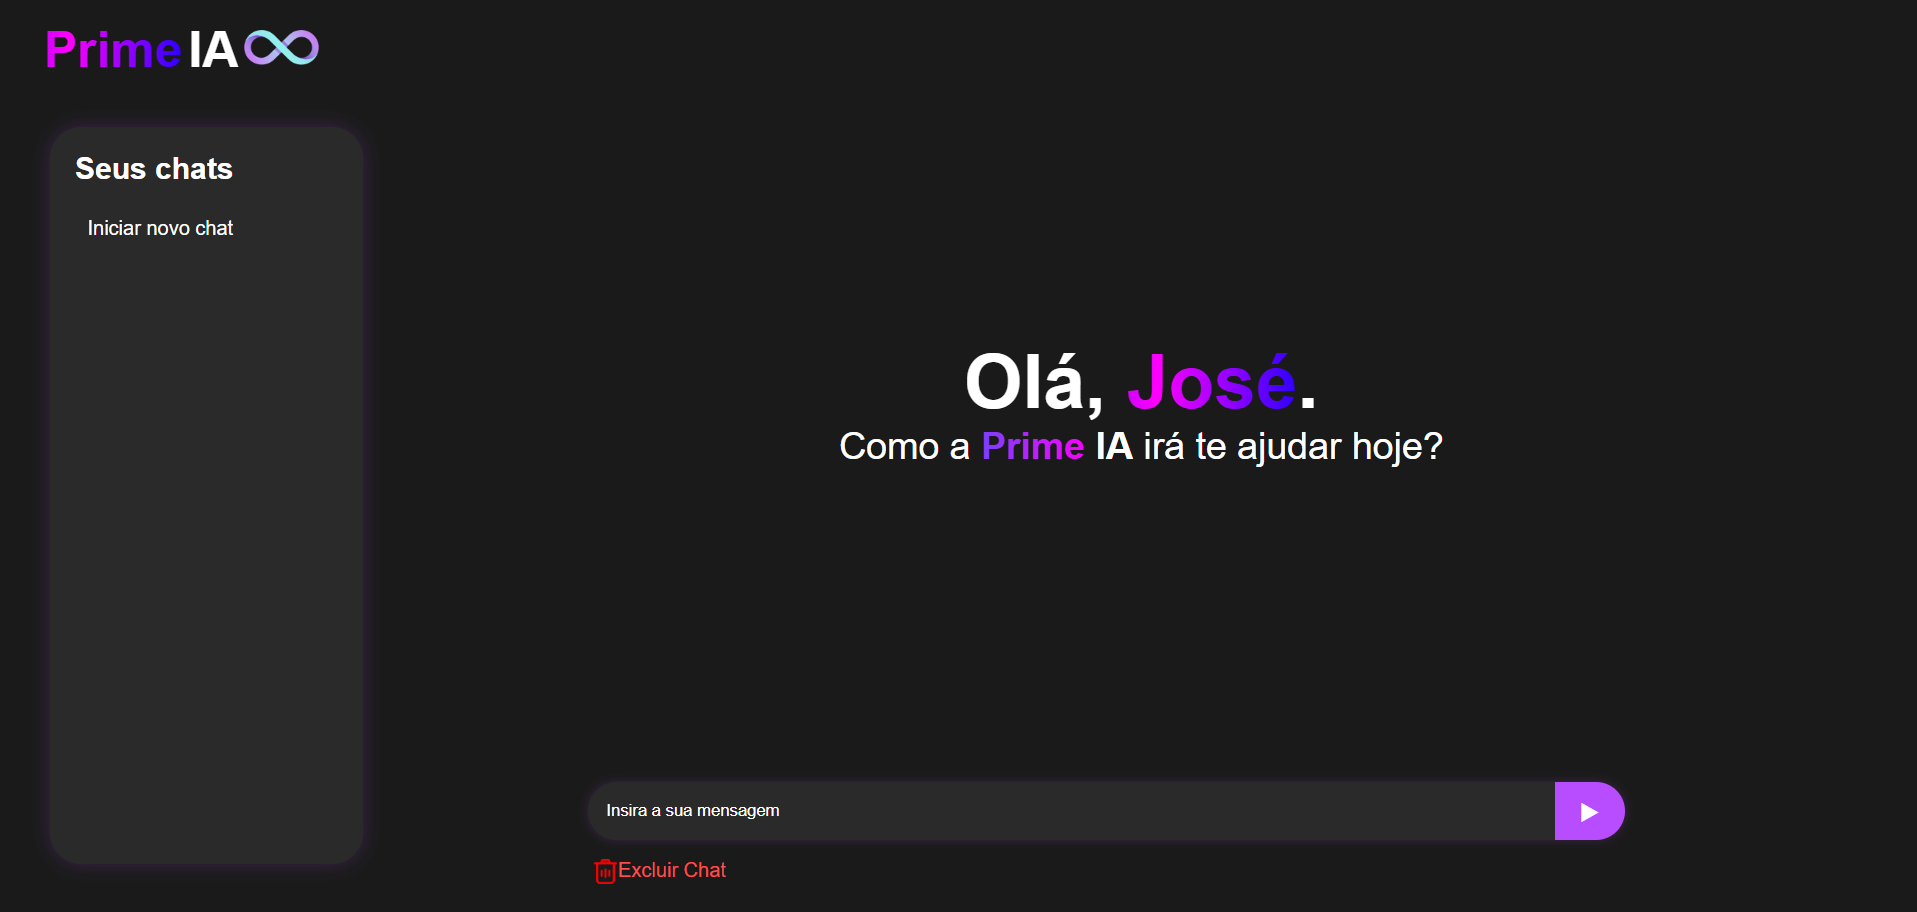 Prime IA
Seus chats
Iniciar novo chat
Olá, José.
Como a Prime IA irá te ajudar hoje?
Insira a sua mensagem
Excluir Chat